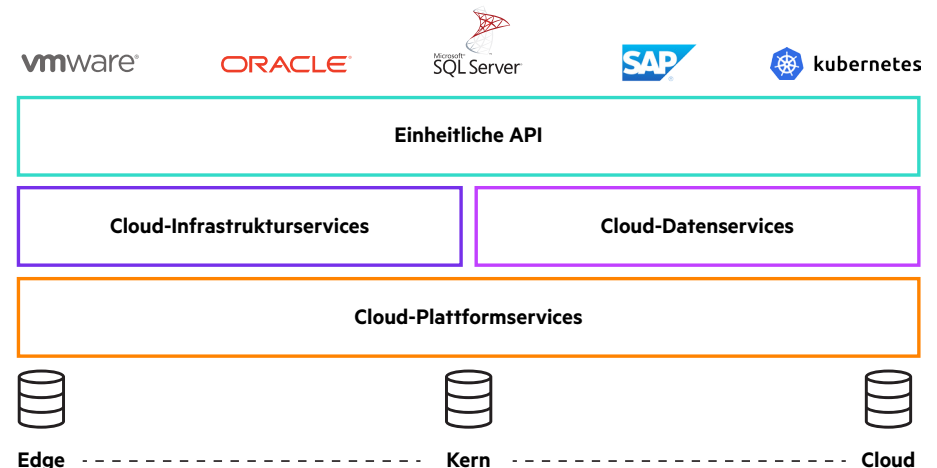 vmware®
ORACLE
Microsoft®
SQL Server
SAP
kubernetes
Einheitliche API
Cloud-Infrastrukturservices
Cloud-Datenservices
Cloud-Plattformservices
Edge
Kern
Cloud